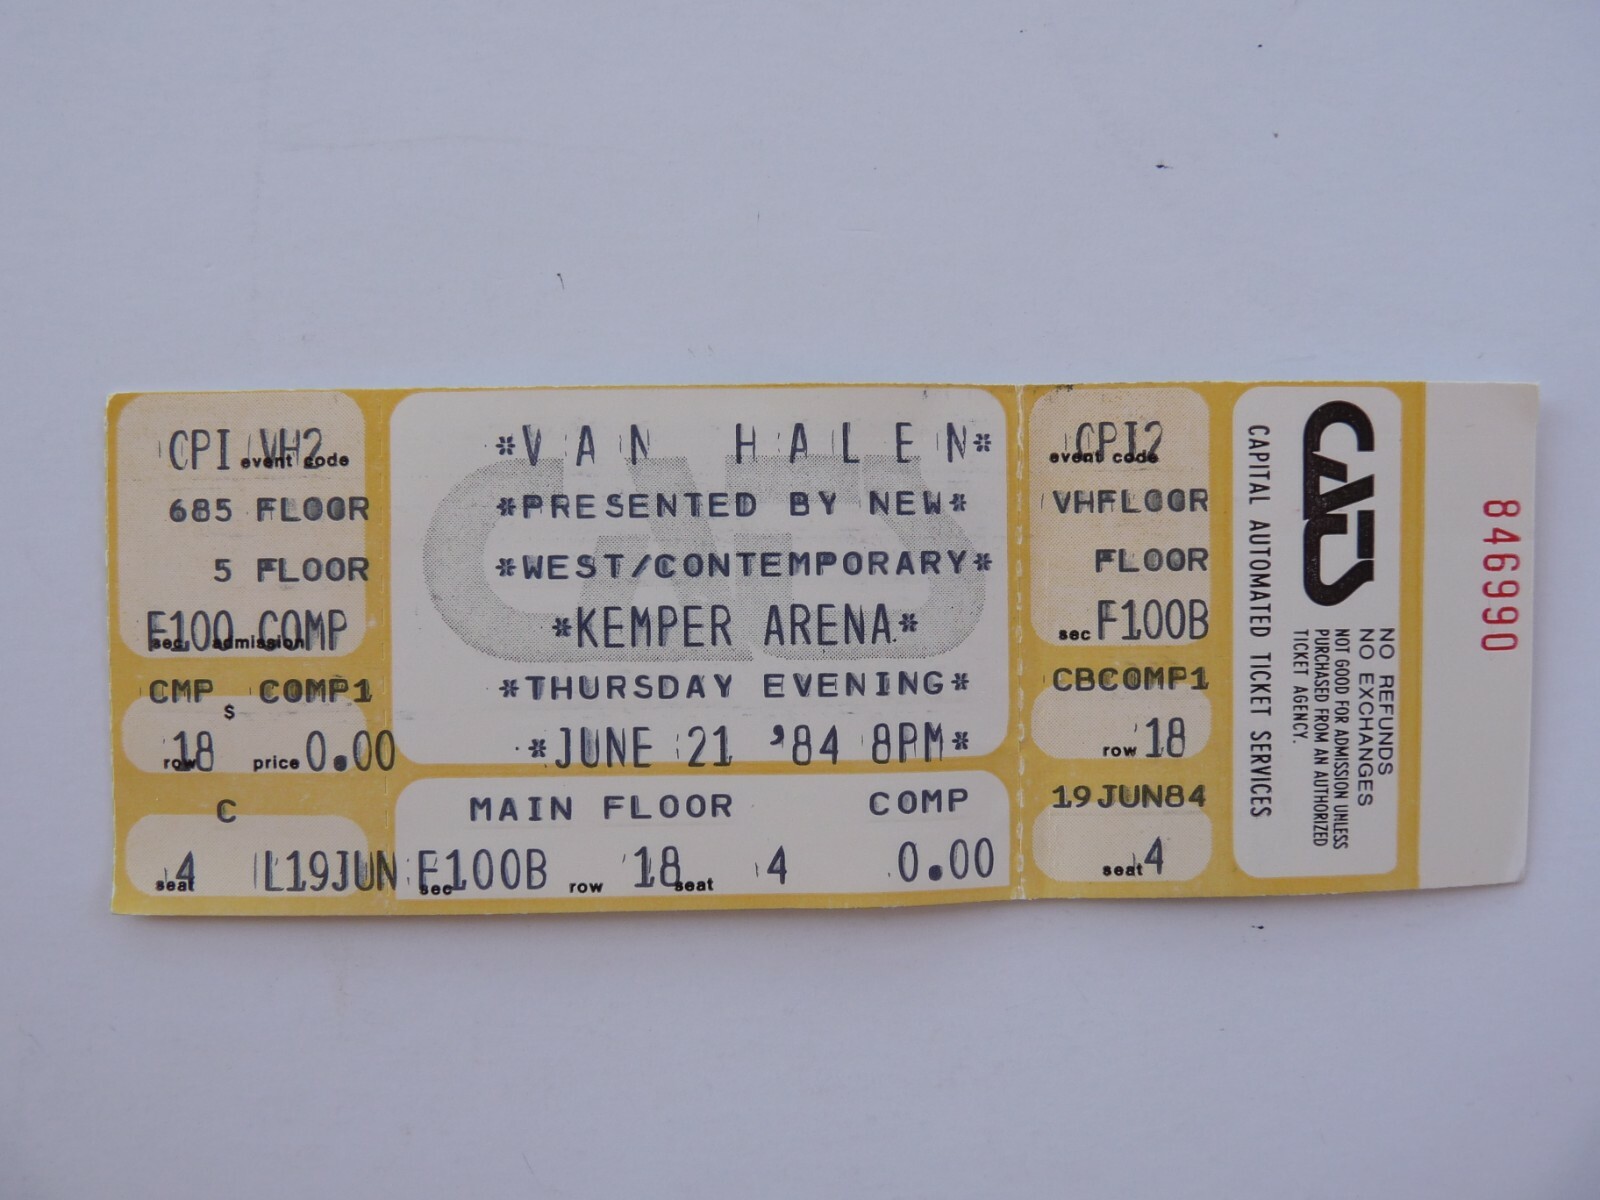 CPI VH2
event code
685 FLOOR
5 FLOOR
F100 COMP
sec admission
CMP COMP1
$
row 18 price 0.00
C
seat 4 L19JUN
*VAN HALEN*
*PRESENTED BY NEW*
*WEST/CONTEMPORARY*
*KEMPER ARENA*
*THURSDAY EVENING*
*JUNE 21 '84 8PM*
MAIN FLOOR COMP
sec F100B row 18 seat 4 0.00
CPI2
event code
VHFLOOR
FLOOR
sec F100B
CBCOMP1
row 18
19JUN84
seat 4
CATS
CAPITAL AUTOMATED TICKET SERVICES
NO REFUNDS
NO EXCHANGES
NOT GOOD FOR ADMISSION UNLESS
PURCHASED FROM AN AUTHORIZED
TICKET AGENCY.
846990